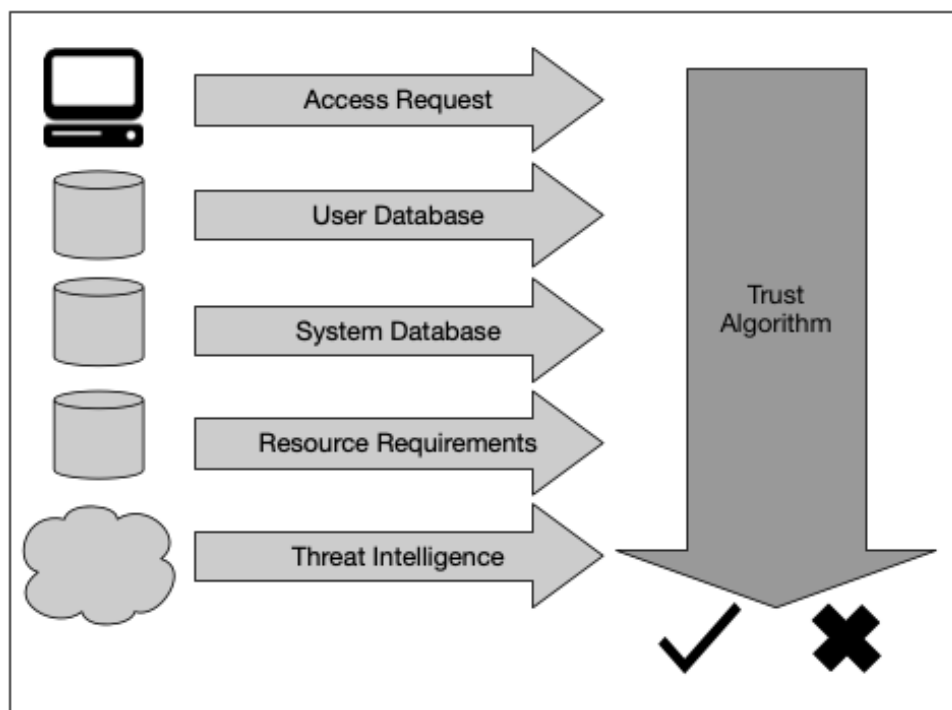 Access Request
User Database
System Database
Resource Requirements
Threat Intelligence
Trust
Algorithm